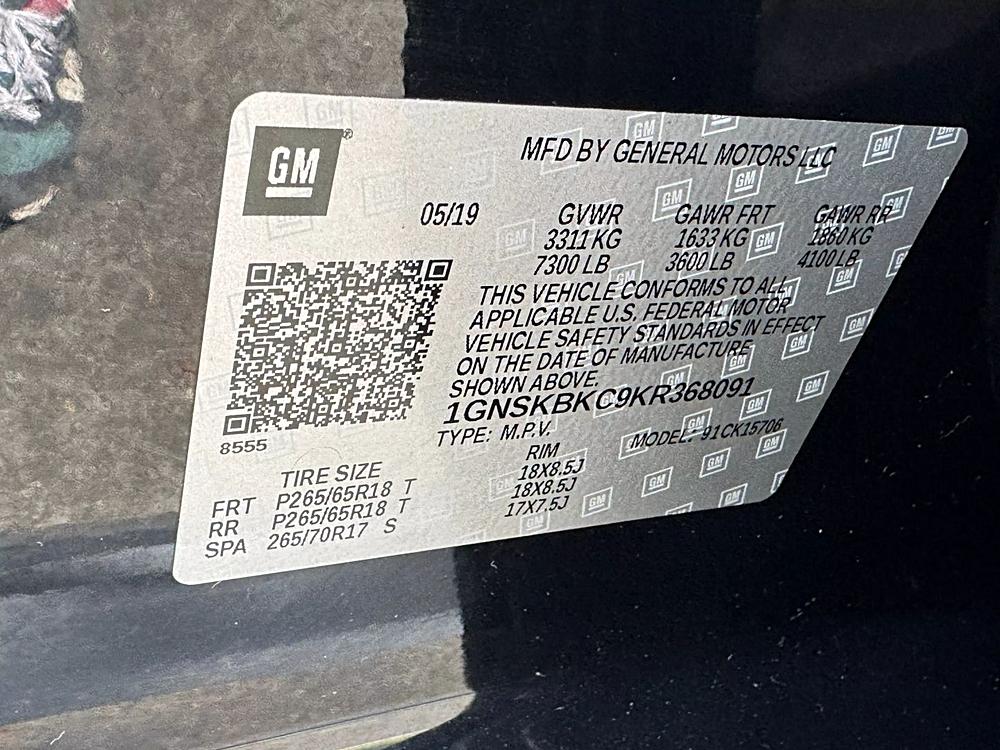 GM®
MFD BY GENERAL MOTORS LLC
05/19 GVWR GAWR FRT GAWR RR
3311 KG 1633 KG 1860 KG
7300 LB 3600 LB 4100 LB
THIS VEHICLE CONFORMS TO ALL
APPLICABLE U.S. FEDERAL MOTOR
VEHICLE SAFETY STANDARDS IN EFFECT
ON THE DATE OF MANUFACTURE
SHOWN ABOVE.
1GNSKBKC9KR368091
8555
TYPE: M.P.V. MODEL: 91CK15706
TIRE SIZE RIM
FRT P265/65R18 T 18X8.5J
RR P265/65R18 T 18X8.5J
SPA 265/70R17 S 17X7.5J